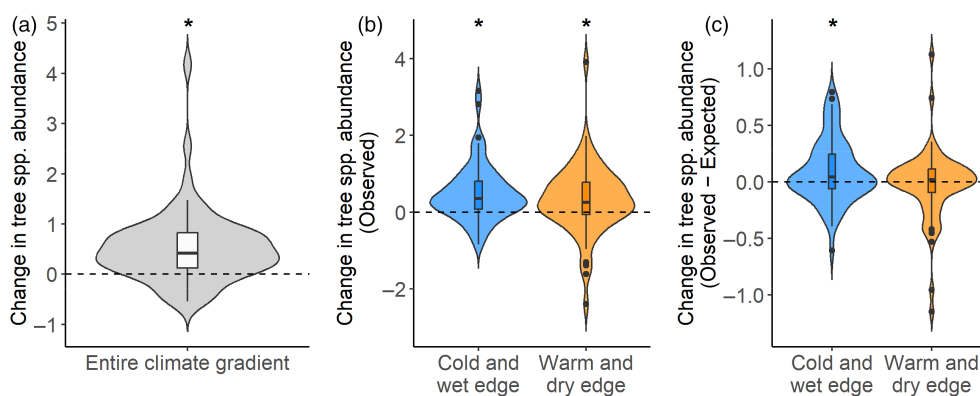 (a)
*
Change in tree spp. abundance
5
4
3
2
1
0
−1
Entire climate gradient
(b)
*
*
Change in tree spp. abundance
(Observed)
4
2
0
−2
Cold and
wet edge
Warm and
dry edge
(c)
*
Change in tree spp. abundance
(Observed − Expected)
1.0
0.5
0.0
−0.5
−1.0
Cold and
wet edge
Warm and
dry edge